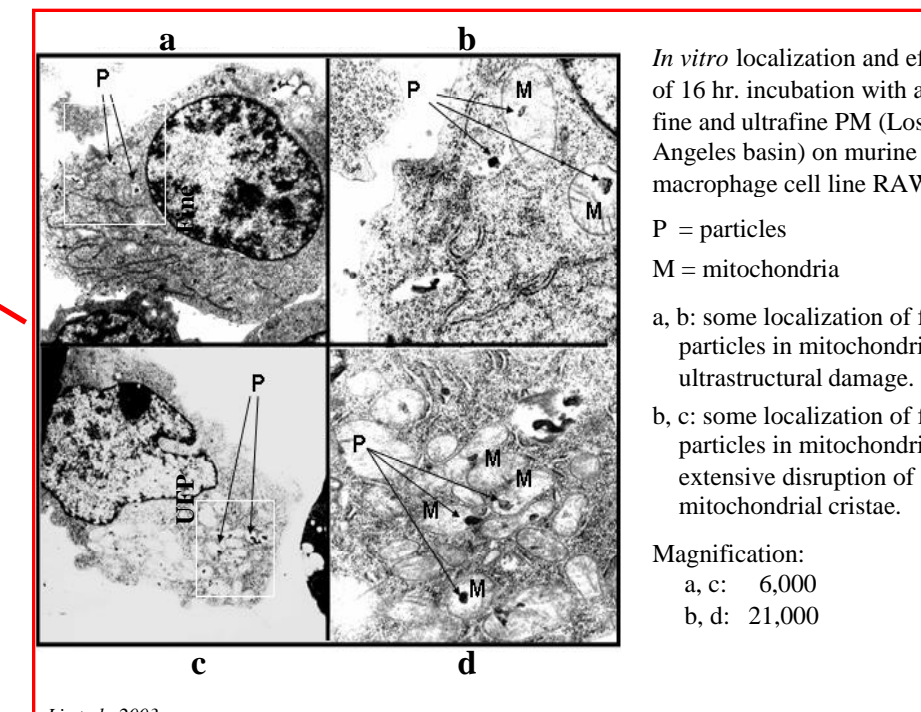 a b
P
Fine
P M
M
In vitro localization and ef
of 16 hr. incubation with a
fine and ultrafine PM (Los
Angeles basin) on murine
macrophage cell line RAW
P = particles
M = mitochondria
a, b: some localization of f
particles in mitochondri
ultrastructural damage.
b, c: some localization of f
particles in mitochondri
extensive disruption of
mitochondrial cristae.
Magnification:
a, c: 6,000
b, d: 21,000
P
UFP
P M
M M
M
c d
2003